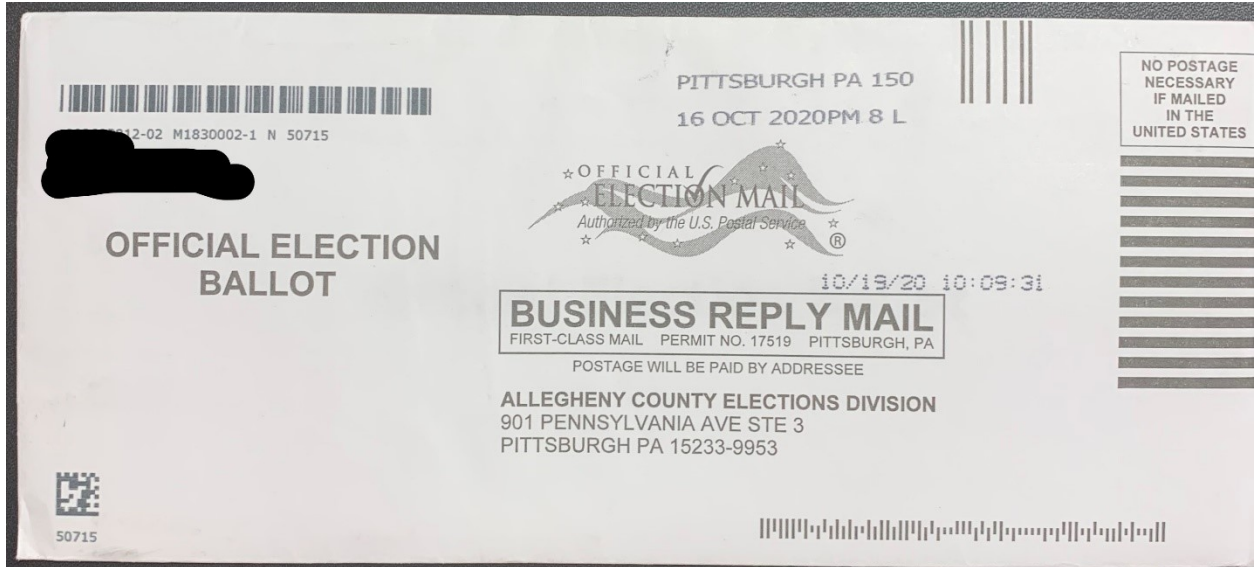 12-02 M1830002-1 N 50715
OFFICIAL ELECTION
BALLOT
50715
PITTSBURGH PA 150
16 OCT 2020PM 8 L
OFFICIAL
ELECTION MAIL
Authorized by the U.S. Postal Service
®
10/19/20 10:09:31
BUSINESS REPLY MAIL
FIRST-CLASS MAIL PERMIT NO. 17519 PITTSBURGH, PA
POSTAGE WILL BE PAID BY ADDRESSEE
ALLEGHENY COUNTY ELECTIONS DIVISION
901 PENNSYLVANIA AVE STE 3
PITTSBURGH PA 15233-9953
NO POSTAGE
NECESSARY
IF MAILED
IN THE
UNITED STATES